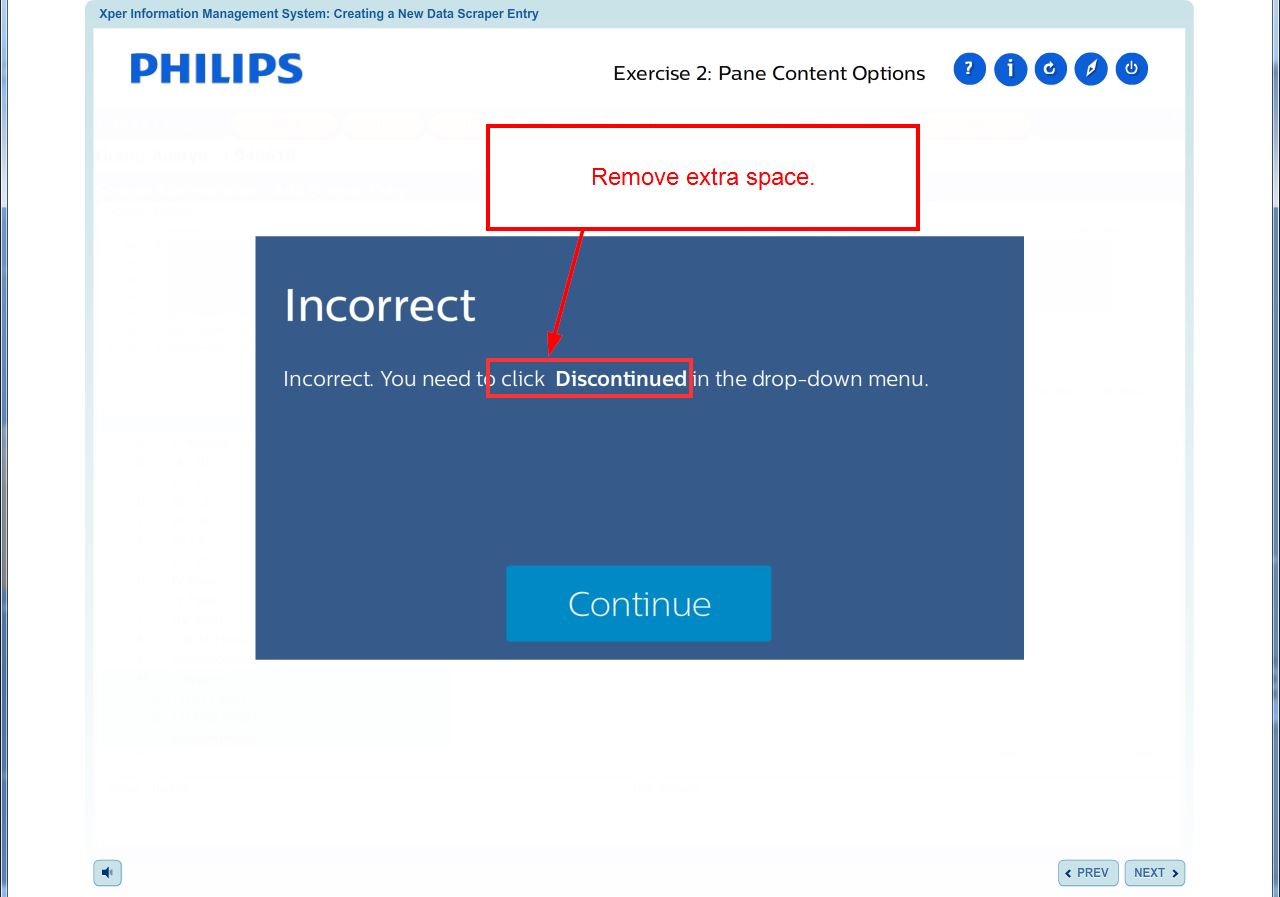 Xper Information Management System: Creating a New Data Scraper Entry
PHILIPS
Exercise 2: Pane Content Options
?
i
Remove extra space.
Incorrect
Incorrect. You need to click  Discontinued in the drop-down menu.
Continue
PREV
NEXT